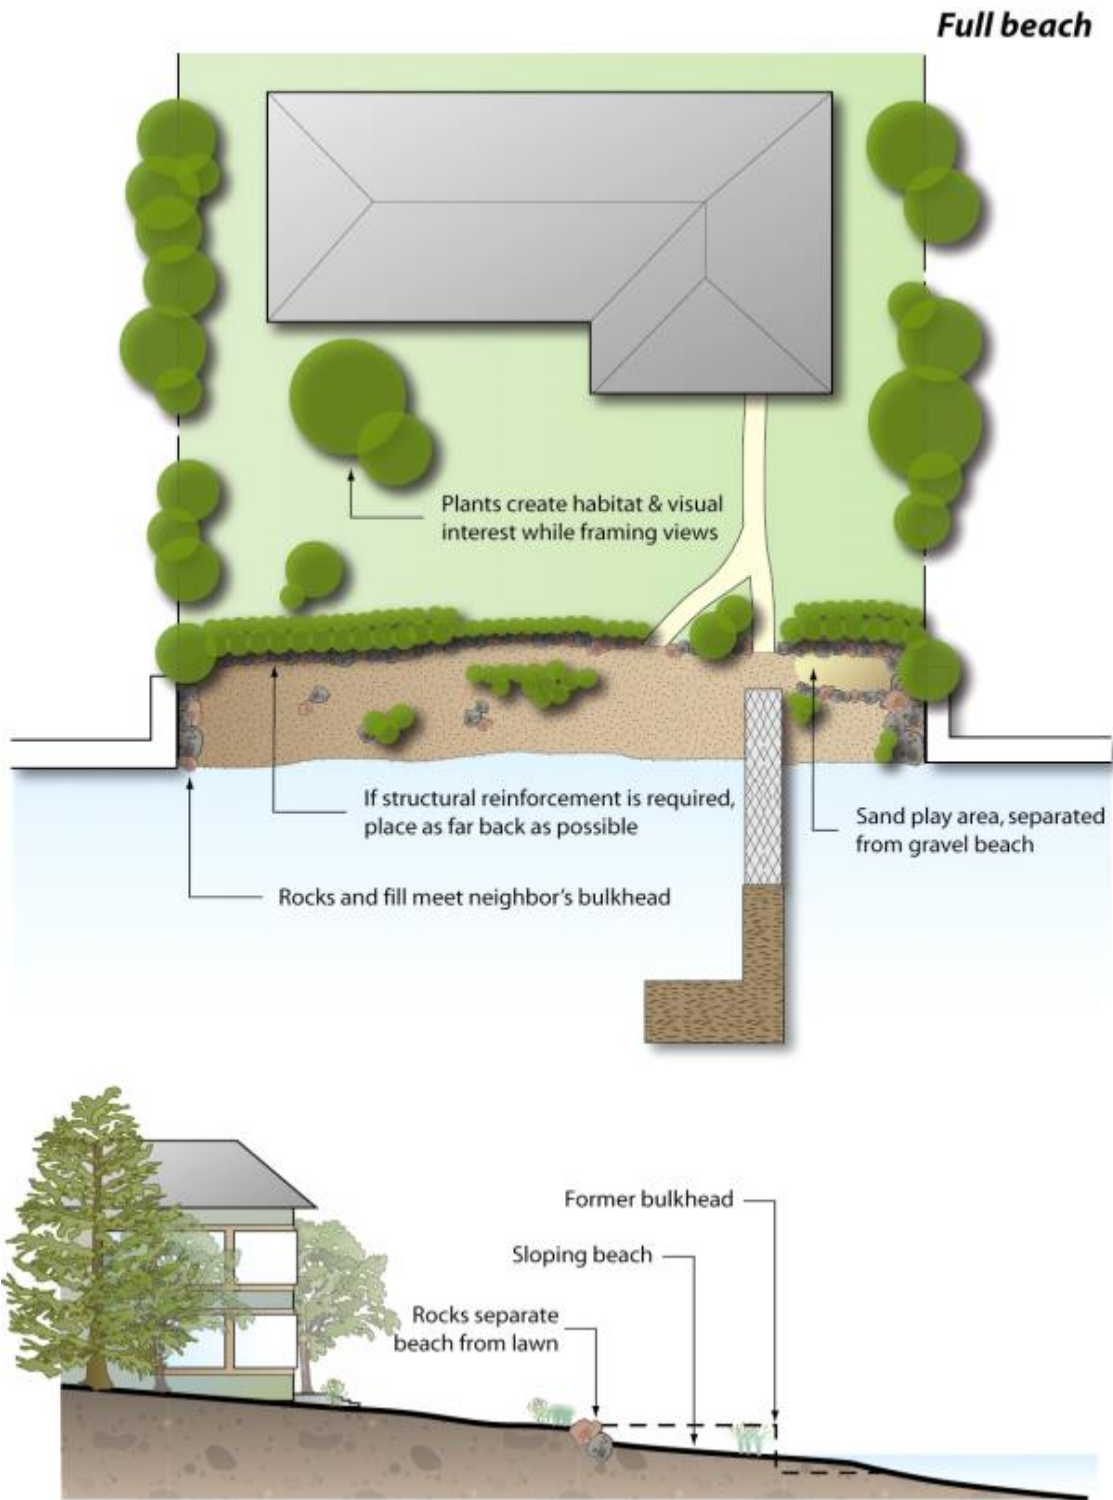 Full beach
Plants create habitat & visual
interest while framing views
If structural reinforcement is required,
place as far back as possible
Sand play area, separated
from gravel beach
Rocks and fill meet neighbor's bulkhead
Former bulkhead
Sloping beach
Rocks separate
beach from lawn